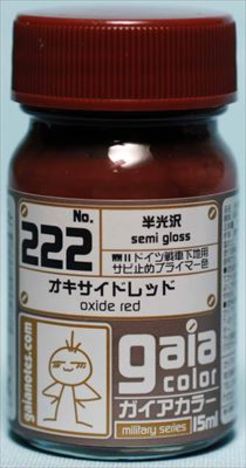 No.
222
半光沢
semi gloss
WWⅡドイツ戦車下地用
サビ止めプライマー色
オキサイドレッド
oxide red
gaianotes.com
gaia
color
ガイアカラー
military series
15ml